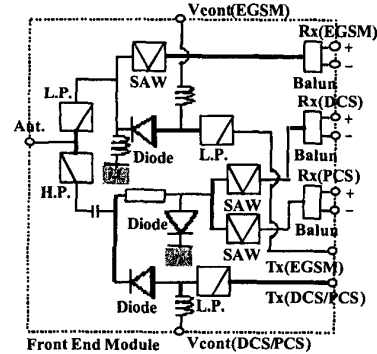 Vcont(EGSM)
Rx(EGSM)
+
−
SAW
Balun
L.P.
Rx(DCS)
+
−
Ant.
Diode
L.P.
Balun
H.P.
Rx(PCS)
+
−
SAW
Diode
SAW
Balun
Tx(EGSM)
Tx(DCS/PCS)
Diode
L.P.
Front End Module
Vcont(DCS/PCS)